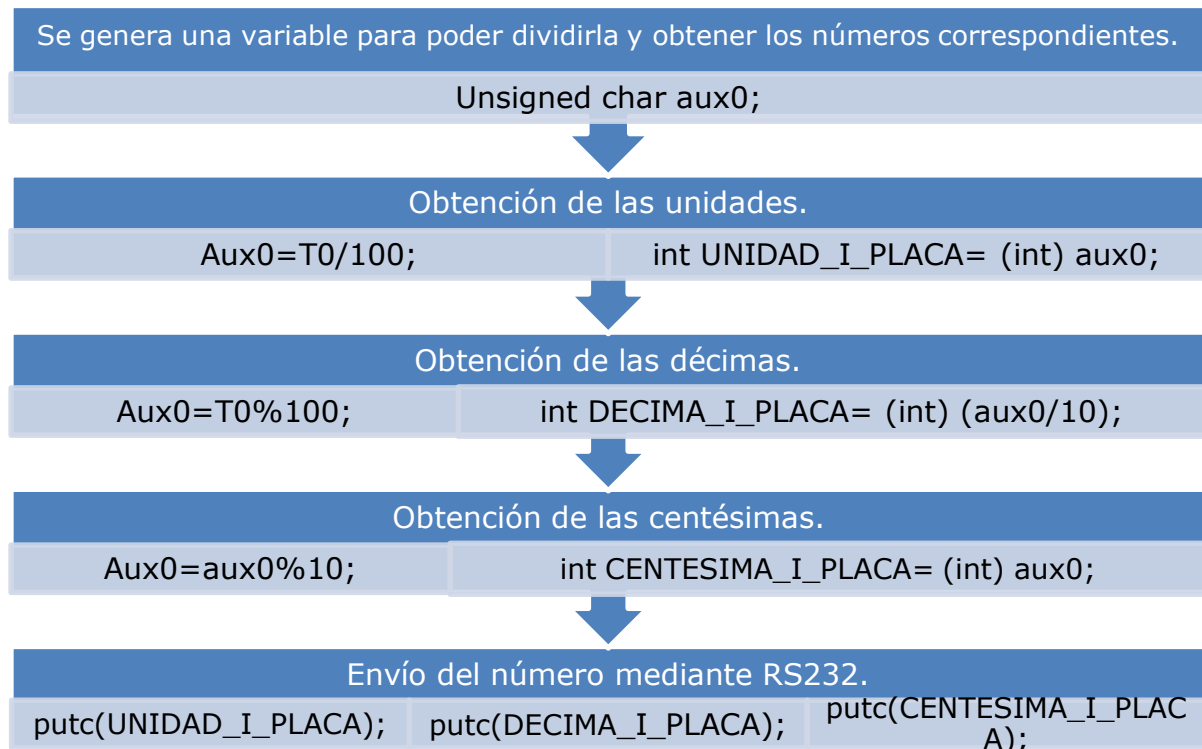 Se genera una variable para poder dividirla y obtener los números correspondientes.
Unsigned char aux0;
Obtención de las unidades.
Aux0=T0/100;
int UNIDAD_I_PLACA= (int) aux0;
Obtención de las décimas.
Aux0=T0%100;
int DECIMA_I_PLACA= (int) (aux0/10);
Obtención de las centésimas.
Aux0=aux0%10;
int CENTESIMA_I_PLACA= (int) aux0;
Envío del número mediante RS232.
putc(UNIDAD_I_PLACA);
putc(DECIMA_I_PLACA);
putc(CENTESIMA_I_PLAC
A);